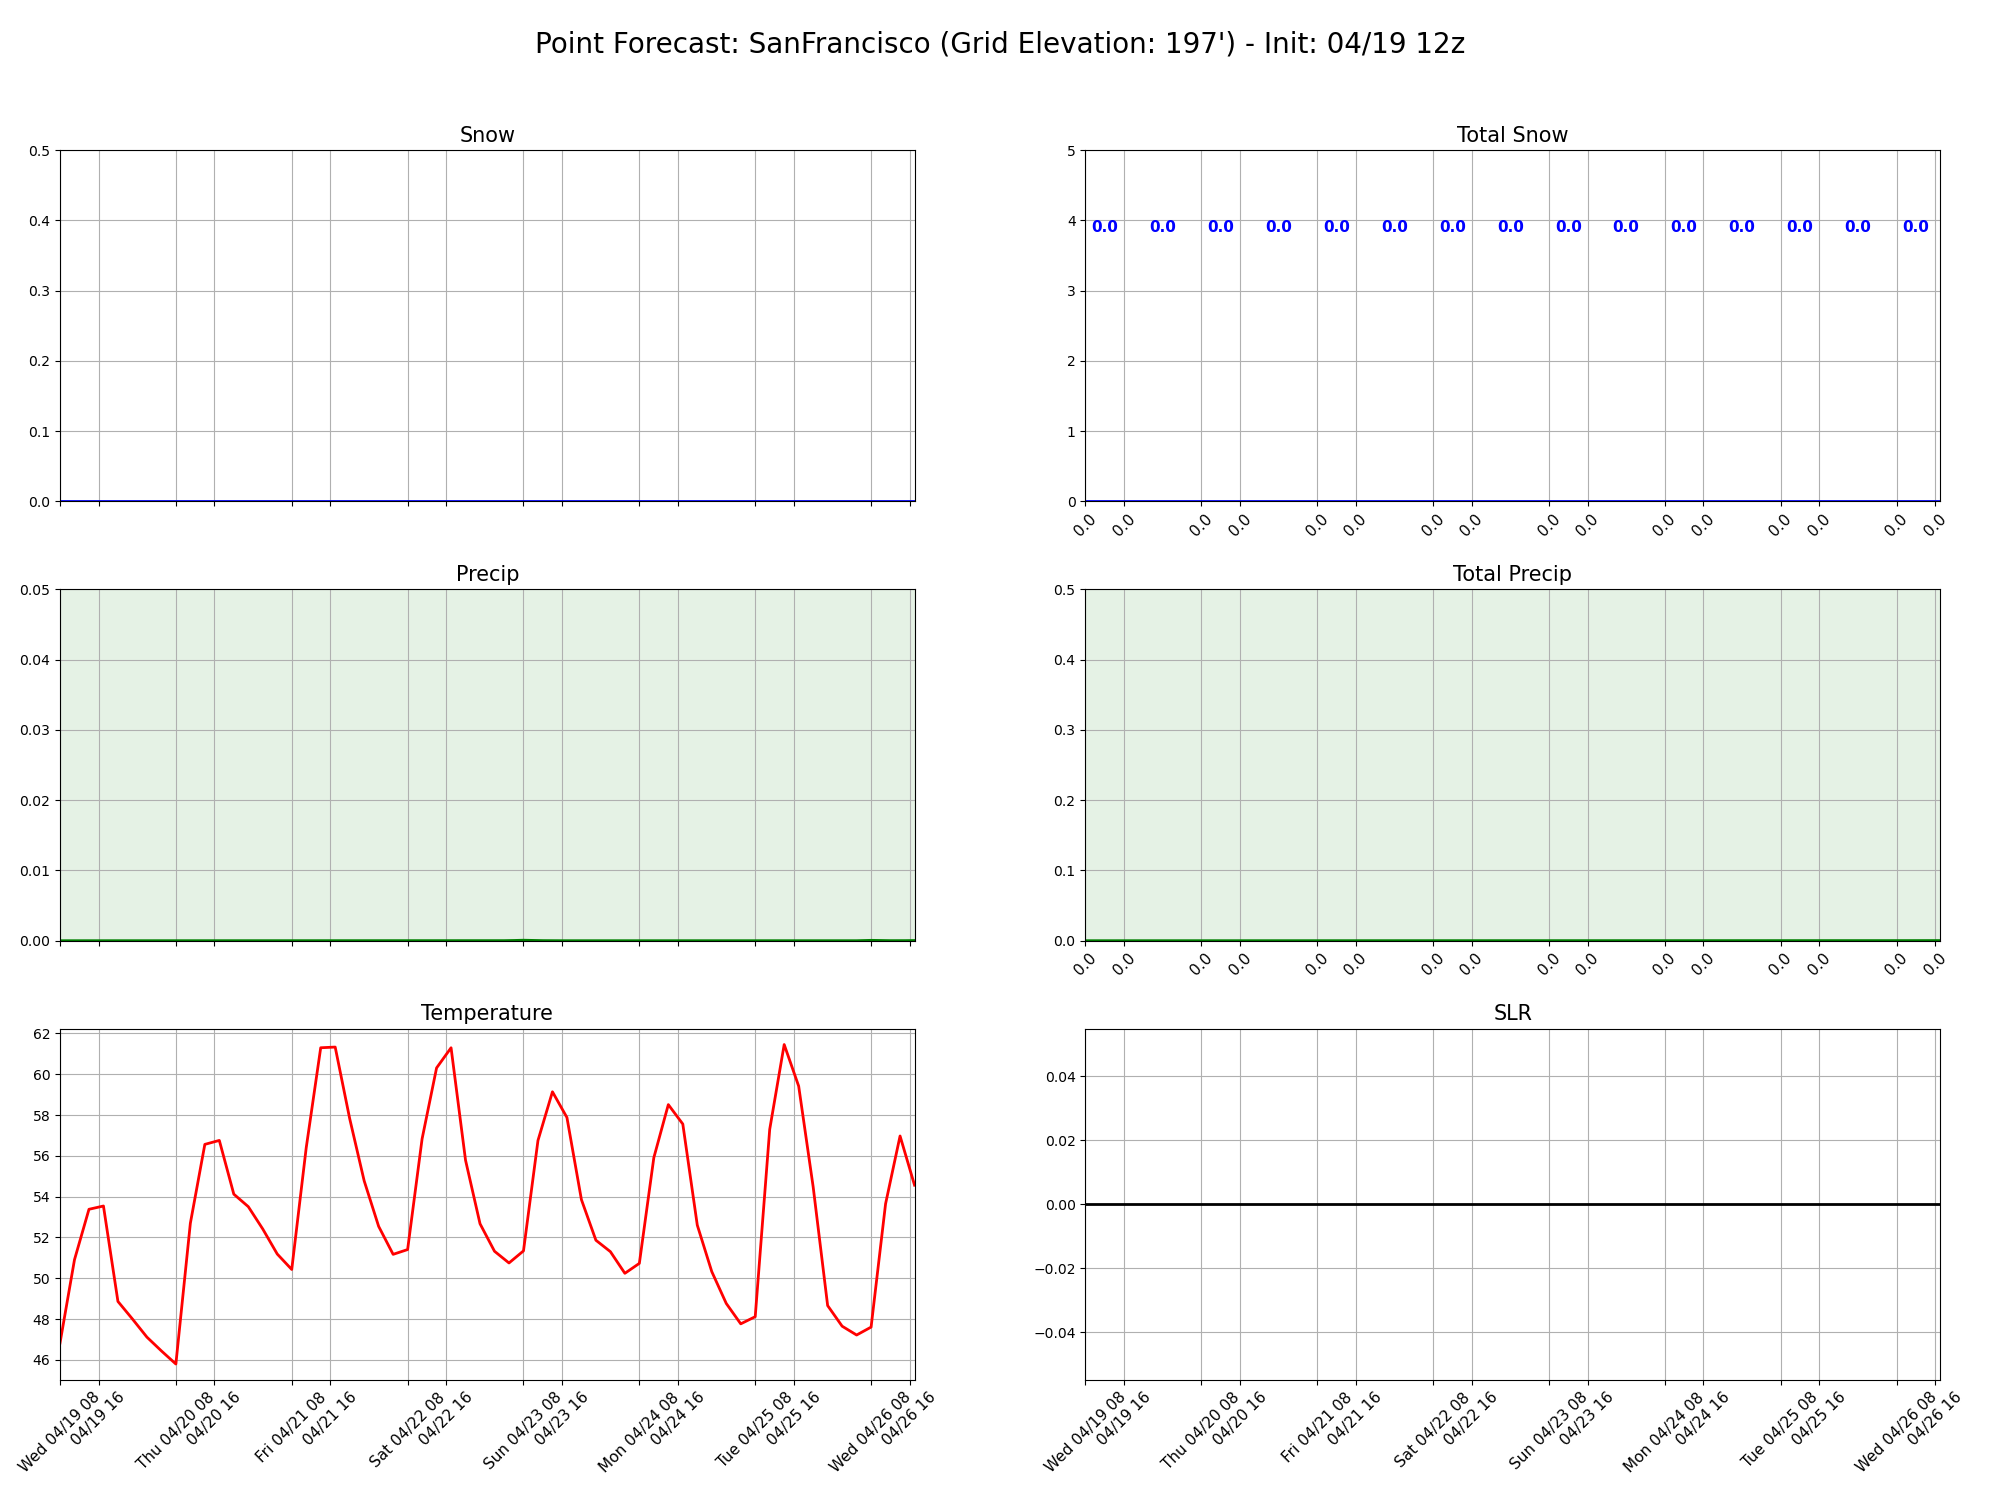 Point Forecast: SanFrancisco (Grid Elevation: 197') - Init: 04/19 12z
Snow
0.5
0.4
0.3
0.2
0.1
0.0
Total Snow
5
4
3
2
1
0
0.0 0.0 0.0 0.0 0.0 0.0 0.0 0.0 0.0 0.0 0.0 0.0 0.0 0.0 0.0
0.0 0.0 0.0 0.0 0.0 0.0 0.0 0.0 0.0 0.0 0.0 0.0 0.0 0.0 0.0 0.0
Precip
0.05
0.04
0.03
0.02
0.01
0.00
Total Precip
0.5
0.4
0.3
0.2
0.1
0.0
0.0 0.0 0.0 0.0 0.0 0.0 0.0 0.0 0.0 0.0 0.0 0.0 0.0 0.0 0.0 0.0
Temperature
62
60
58
56
54
52
50
48
46
Wed 04/19 08
04/19 16
Thu 04/20 08
04/20 16
Fri 04/21 08
04/21 16
Sat 04/22 08
04/22 16
Sun 04/23 08
04/23 16
Mon 04/24 08
04/24 16
Tue 04/25 08
04/25 16
Wed 04/26 08
04/26 16
SLR
0.04
0.02
0.00
−0.02
−0.04
Wed 04/19 08
04/19 16
Thu 04/20 08
04/20 16
Fri 04/21 08
04/21 16
Sat 04/22 08
04/22 16
Sun 04/23 08
04/23 16
Mon 04/24 08
04/24 16
Tue 04/25 08
04/25 16
Wed 04/26 08
04/26 16